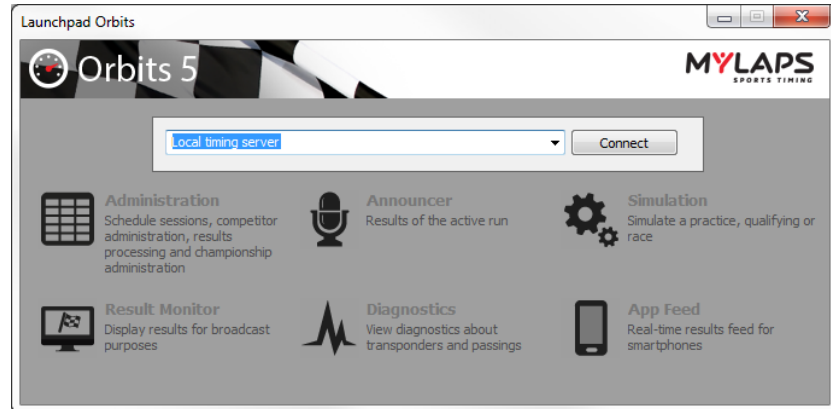 Launchpad Orbits
Orbits 5
MYLAPS
SPORTS TIMING
Local timing server
Connect
Administration
Schedule sessions, competitor
administration, results
processing and championship
administration
Announcer
Results of the active run
Simulation
Simulate a practice, qualifying or
race
Result Monitor
Display results for broadcast
purposes
Diagnostics
View diagnostics about
transponders and passings
App Feed
Real-time results feed for
smartphones